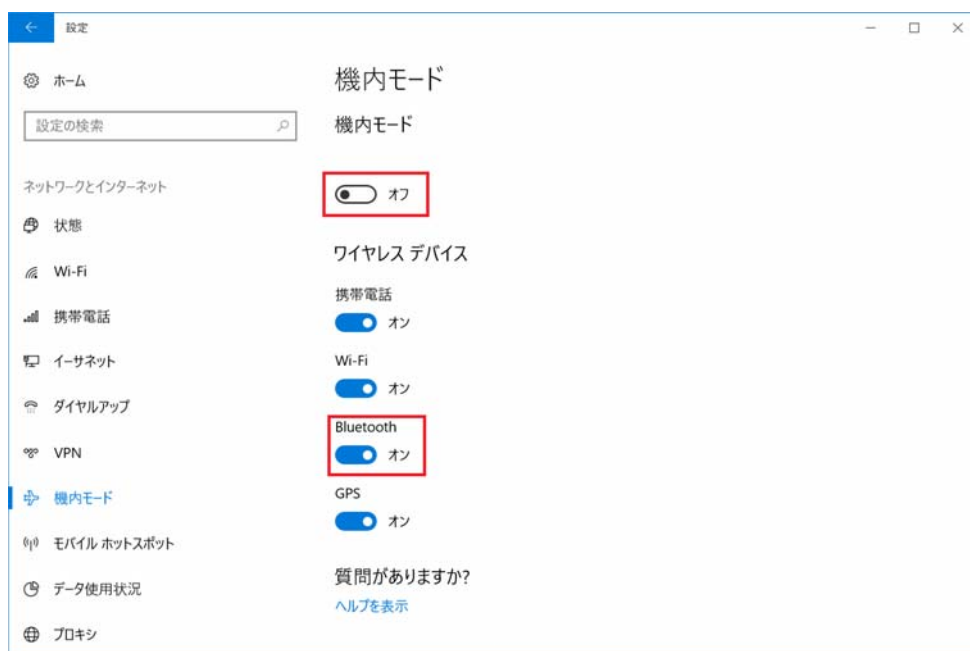 設定
ホーム
設定の検索
ネットワークとインターネット
状態
Wi-Fi
携帯電話
イーサネット
ダイヤルアップ
VPN
機内モード
モバイル ホットスポット
データ使用状況
プロキシ
機内モード
機内モード
オフ
ワイヤレス デバイス
携帯電話
オン
Wi-Fi
オン
Bluetooth
オン
GPS
オン
質問がありますか?
ヘルプを表示